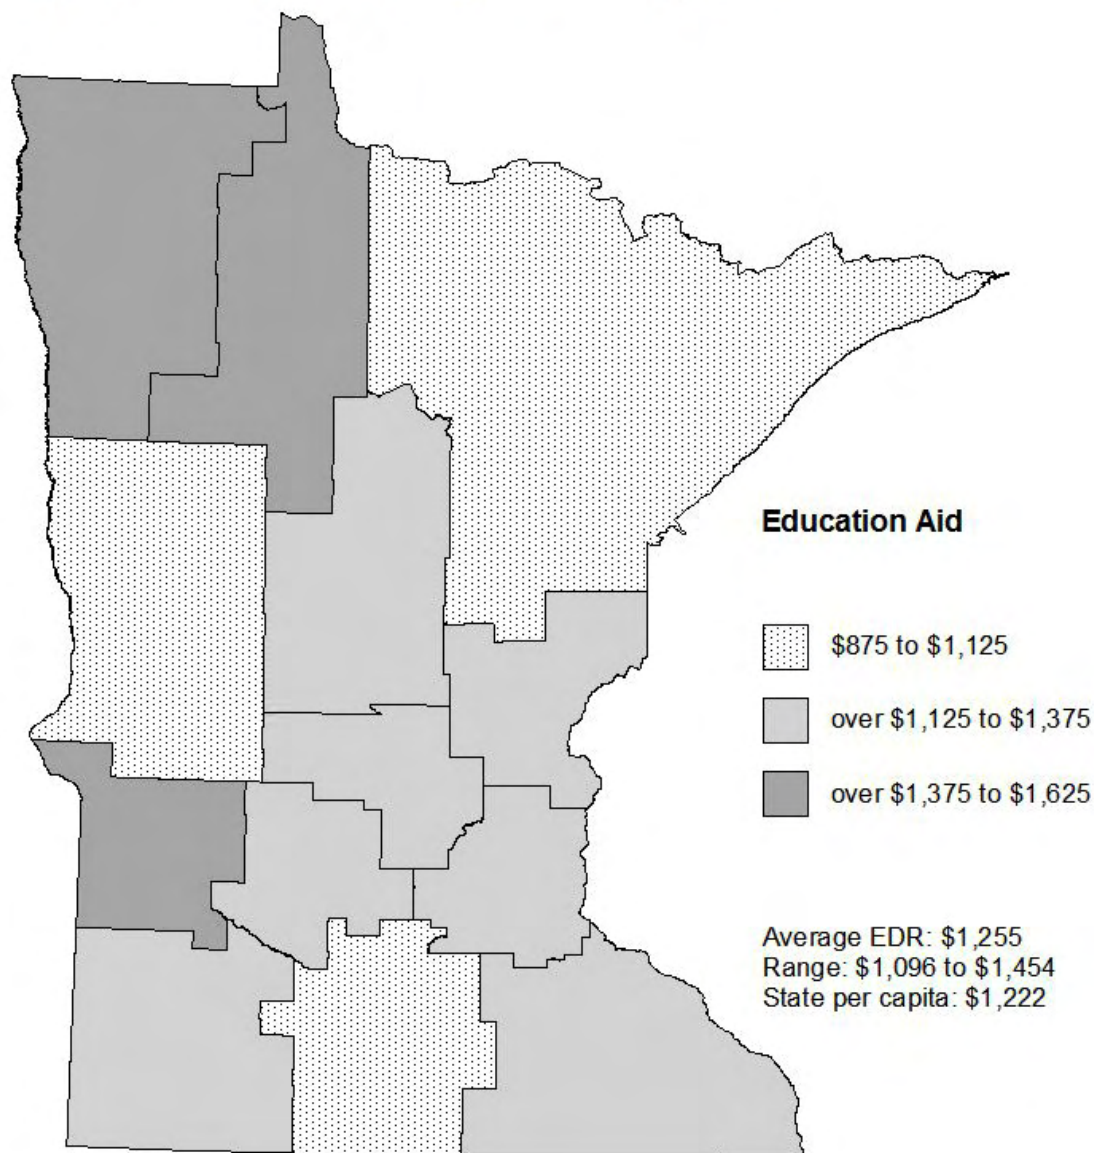 Education Aid
$875 to $1,125
over $1,125 to $1,375
over $1,375 to $1,625
Average EDR: $1,255
Range: $1,096 to $1,454
State per capita: $1,222